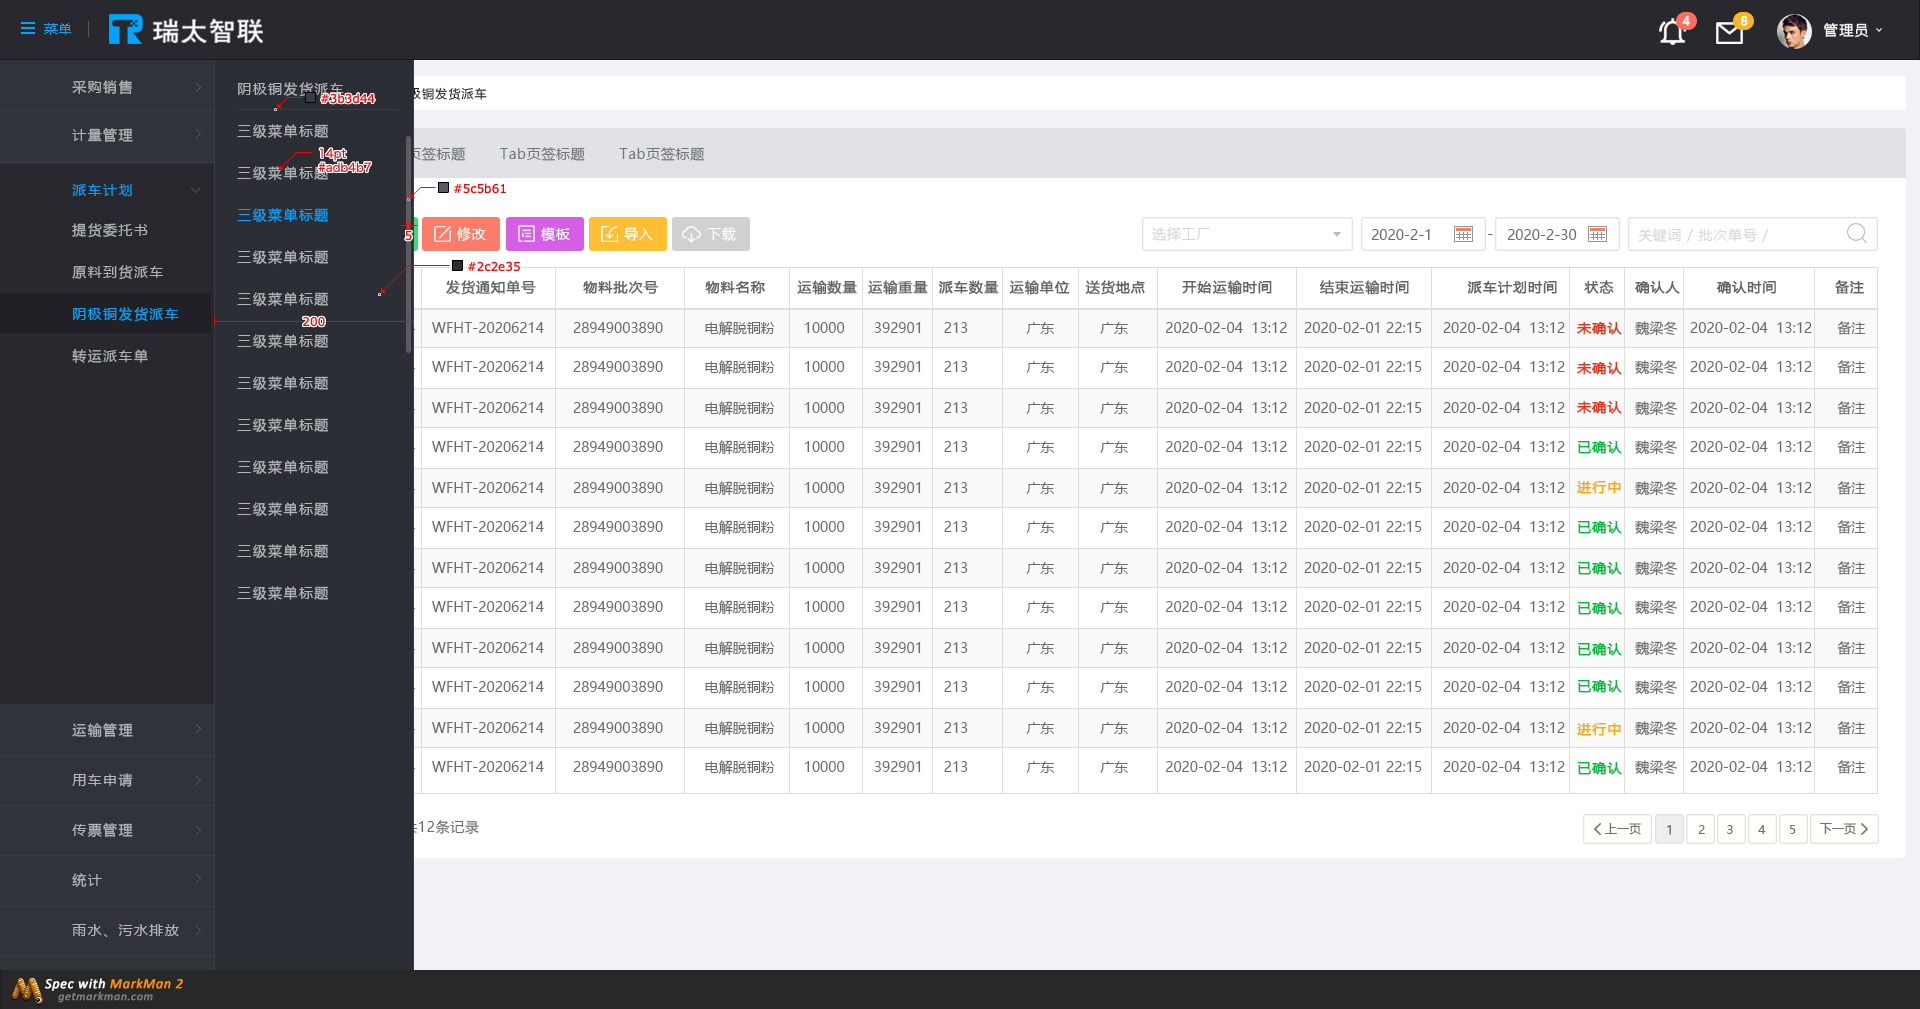 菜单 瑞太智联 4 8 管理员
采购销售
计量管理
派车计划
提货委托书
原料到货派车
阴极铜发货派车
转运派车单
运输管理
用车申请
传票管理
统计
雨水、污水排放
阴极铜发货派车
#3b3d44
三级菜单标题
14pt
#adb4b7
三级菜单标题
三级菜单标题
三级菜单标题
三级菜单标题
200
三级菜单标题
三级菜单标题
三级菜单标题
三级菜单标题
三级菜单标题
三级菜单标题
三级菜单标题
#5c5b61
5
#2c2e35
极铜发货派车
页签标题 Tab页签标题 Tab页签标题
修改 模板 导入 下载 选择工厂 2020-2-1 - 2020-2-30 关键词 / 批次单号 /
发货通知单号 物料批次号 物料名称 运输数量 运输重量 派车数量 运输单位 送货地点 开始运输时间 结束运输时间 派车计划时间 状态 确认人 确认时间 备注
WFHT-20206214 28949003890 电解脱铜粉 10000 392901 213 广东 广东 2020-02-04 13:12 2020-02-01 22:15 2020-02-04 13:12 未确认 魏梁冬 2020-02-04 13:12 备注
WFHT-20206214 28949003890 电解脱铜粉 10000 392901 213 广东 广东 2020-02-04 13:12 2020-02-01 22:15 2020-02-04 13:12 未确认 魏梁冬 2020-02-04 13:12 备注
WFHT-20206214 28949003890 电解脱铜粉 10000 392901 213 广东 广东 2020-02-04 13:12 2020-02-01 22:15 2020-02-04 13:12 未确认 魏梁冬 2020-02-04 13:12 备注
WFHT-20206214 28949003890 电解脱铜粉 10000 392901 213 广东 广东 2020-02-04 13:12 2020-02-01 22:15 2020-02-04 13:12 已确认 魏梁冬 2020-02-04 13:12 备注
WFHT-20206214 28949003890 电解脱铜粉 10000 392901 213 广东 广东 2020-02-04 13:12 2020-02-01 22:15 2020-02-04 13:12 进行中 魏梁冬 2020-02-04 13:12 备注
WFHT-20206214 28949003890 电解脱铜粉 10000 392901 213 广东 广东 2020-02-04 13:12 2020-02-01 22:15 2020-02-04 13:12 已确认 魏梁冬 2020-02-04 13:12 备注
WFHT-20206214 28949003890 电解脱铜粉 10000 392901 213 广东 广东 2020-02-04 13:12 2020-02-01 22:15 2020-02-04 13:12 已确认 魏梁冬 2020-02-04 13:12 备注
WFHT-20206214 28949003890 电解脱铜粉 10000 392901 213 广东 广东 2020-02-04 13:12 2020-02-01 22:15 2020-02-04 13:12 已确认 魏梁冬 2020-02-04 13:12 备注
WFHT-20206214 28949003890 电解脱铜粉 10000 392901 213 广东 广东 2020-02-04 13:12 2020-02-01 22:15 2020-02-04 13:12 已确认 魏梁冬 2020-02-04 13:12 备注
WFHT-20206214 28949003890 电解脱铜粉 10000 392901 213 广东 广东 2020-02-04 13:12 2020-02-01 22:15 2020-02-04 13:12 已确认 魏梁冬 2020-02-04 13:12 备注
WFHT-20206214 28949003890 电解脱铜粉 10000 392901 213 广东 广东 2020-02-04 13:12 2020-02-01 22:15 2020-02-04 13:12 进行中 魏梁冬 2020-02-04 13:12 备注
WFHT-20206214 28949003890 电解脱铜粉 10000 392901 213 广东 广东 2020-02-04 13:12 2020-02-01 22:15 2020-02-04 13:12 已确认 魏梁冬 2020-02-04 13:12 备注
共12条记录 上一页 1 2 3 4 5 下一页
Spec with MarkMan 2
getmarkman.com